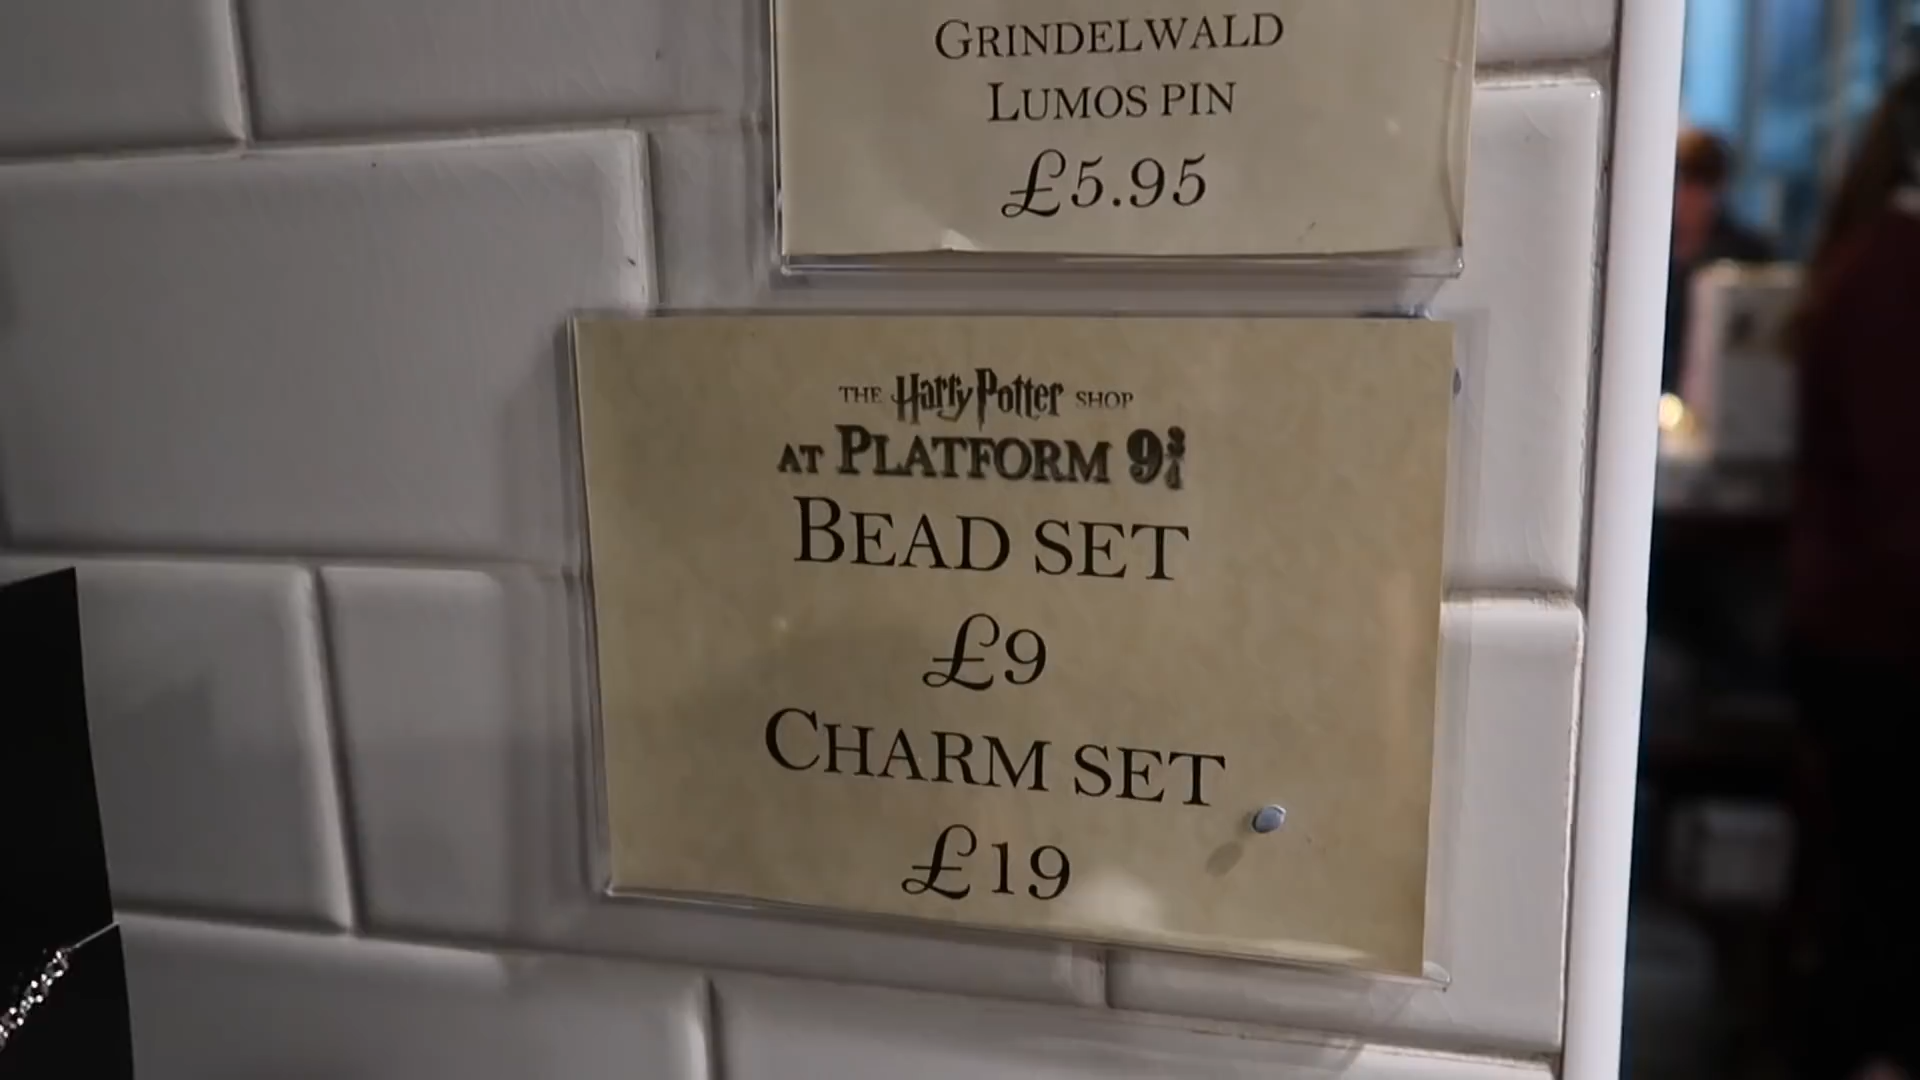 GRINDELWALD
LUMOS PIN
£5.95
THE Harry Potter SHOP
AT PLATFORM 9¾
BEAD SET
£9
CHARM SET
£19